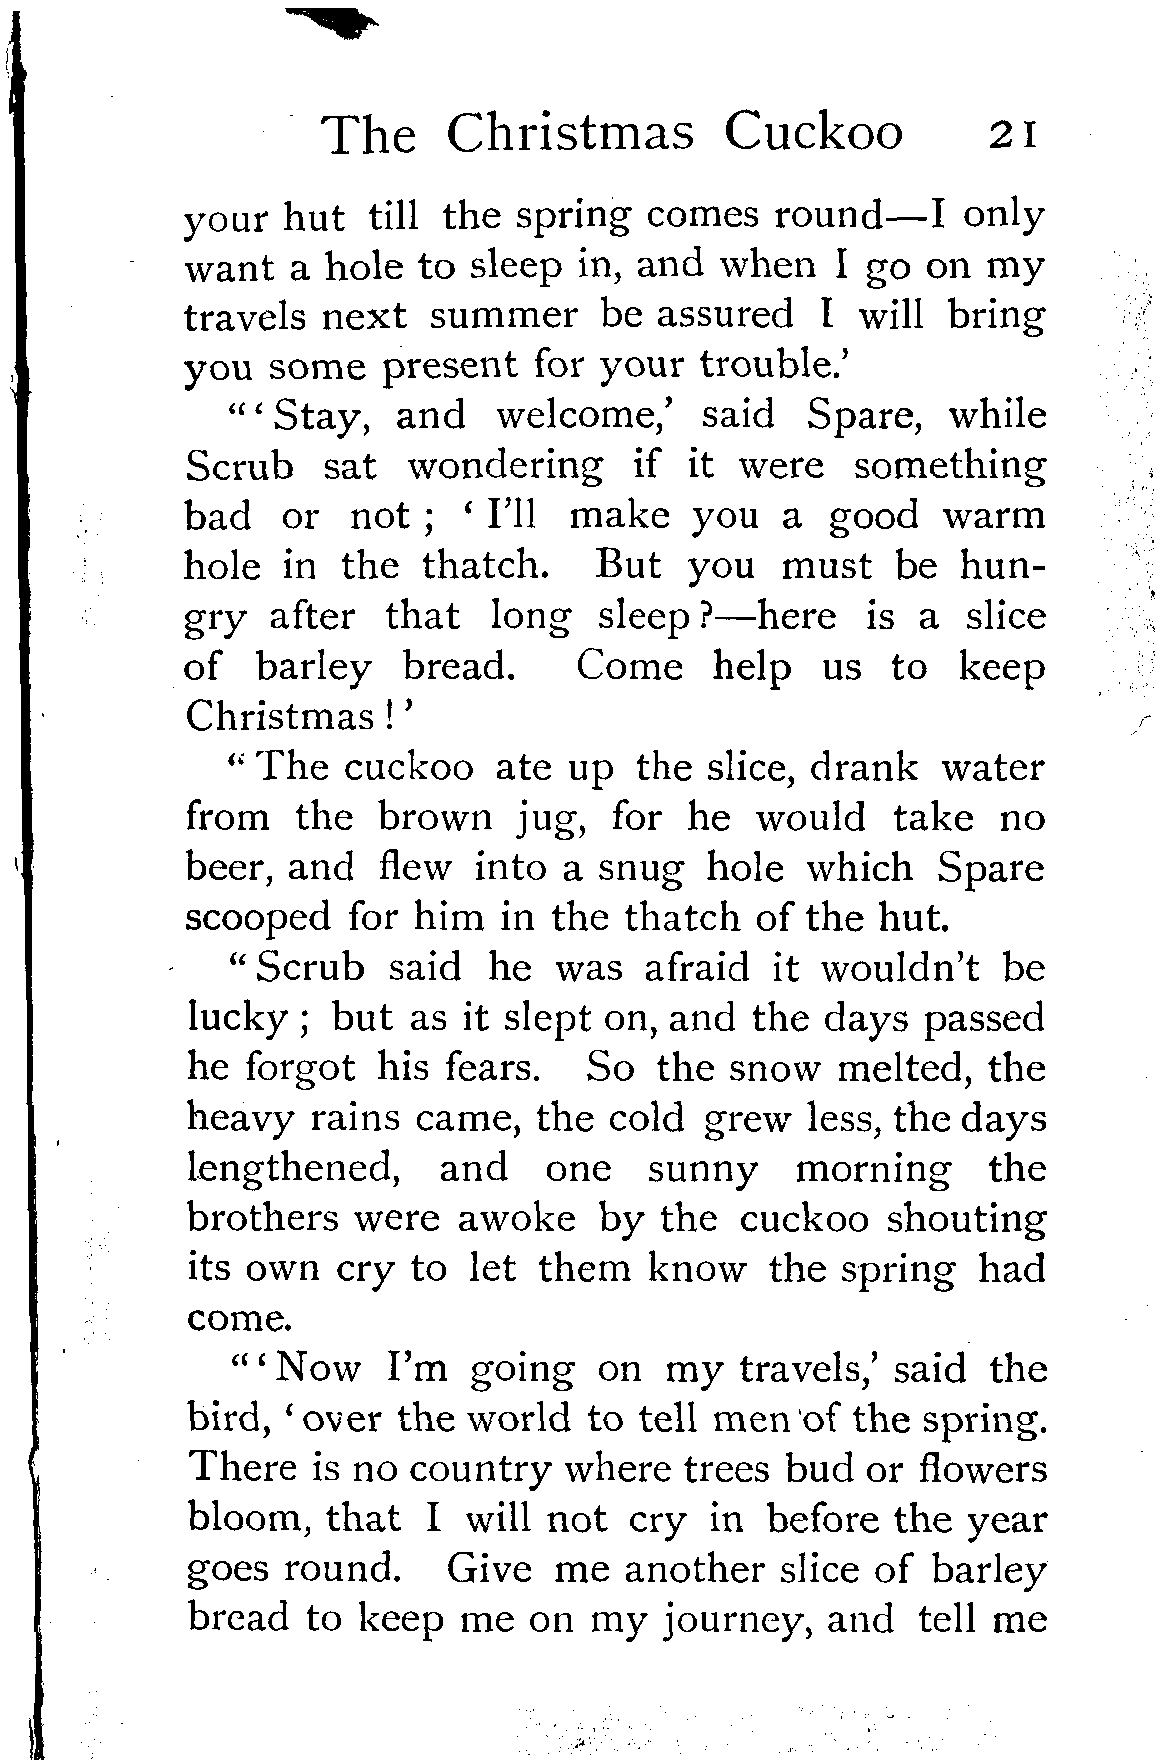 The Christmas Cuckoo 21
your hut till the spring comes round—I only
want a hole to sleep in, and when I go on my
travels next summer be assured I will bring
you some present for your trouble.’
“‘Stay, and welcome,’ said Spare, while
Scrub sat wondering if it were something
bad or not ; ‘ I’ll make you a good warm
hole in the thatch. But you must be hun-
gry after that long sleep ?—here is a slice
of barley bread. Come help us to keep
Christmas ! ’
“ The cuckoo ate up the slice, drank water
from the brown jug, for he would take no
beer, and flew into a snug hole which Spare
scooped for him in the thatch of the hut.
“ Scrub said he was afraid it wouldn’t be
lucky ; but as it slept on, and the days passed
he forgot his fears. So the snow melted, the
heavy rains came, the cold grew less, the days
lengthened, and one sunny morning the
brothers were awoke by the cuckoo shouting
its own cry to let them know the spring had
come.
“‘Now I’m going on my travels,’ said the
bird, ‘over the world to tell men of the spring.
There is no country where trees bud or flowers
bloom, that I will not cry in before the year
goes round. Give me another slice of barley
bread to keep me on my journey, and tell me